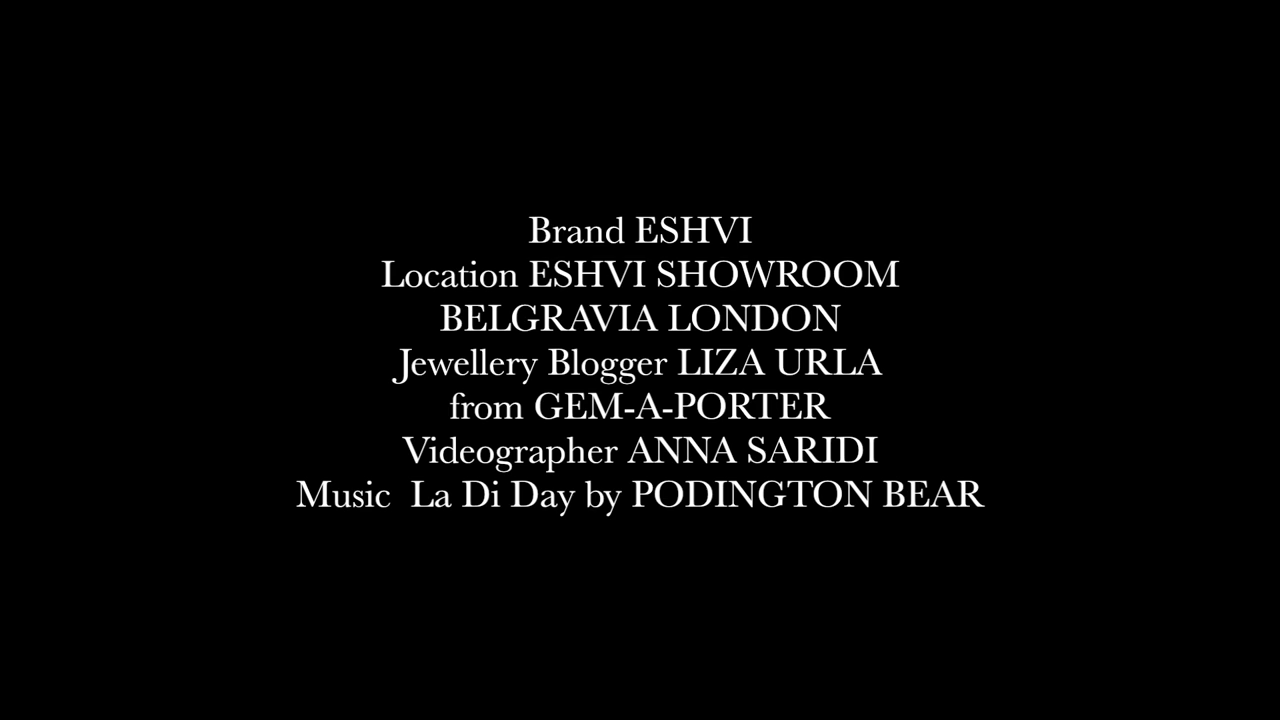 Brand ESHVI
Location ESHVI SHOWROOM
BELGRAVIA LONDON
Jewellery Blogger LIZA URLA
from GEM-A-PORTER
Videographer ANNA SARIDI
Music  La Di Day by PODINGTON BEAR